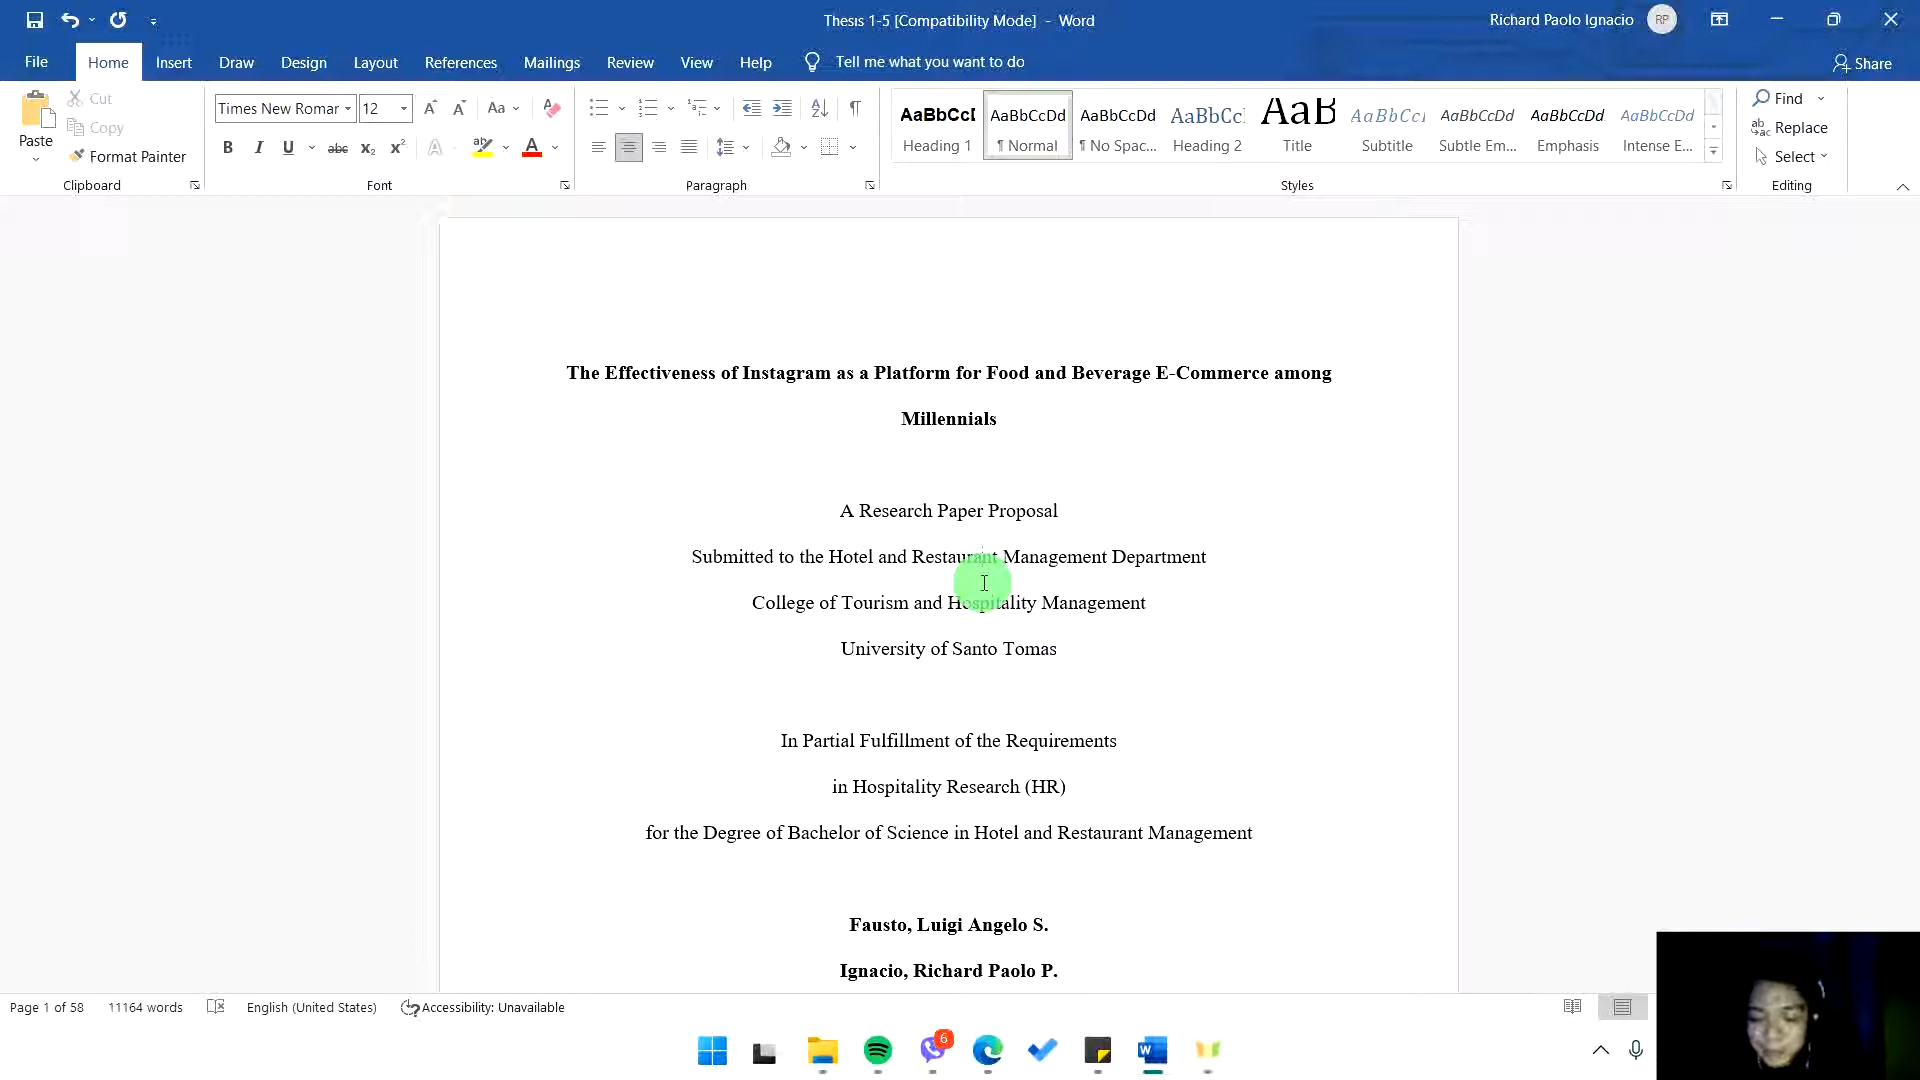 Thesis 1-5 [Compatibility Mode] - Word
Richard Paolo Ignacio
RP
File Home Insert Draw Design Layout References Mailings Review View Help Tell me what you want to do
Share
Paste
Cut
Copy
Format Painter
Clipboard
Times New Roman 12
Font
Paragraph
AaBbCcI AaBbCcDd AaBbCcDd AaBbCc AaB AaBbCcI AaBbCcDd AaBbCcDd AaBbCcDd
Heading 1 ¶ Normal ¶ No Spac... Heading 2 Title Subtitle Subtle Em... Emphasis Intense E...
Styles
Find
Replace
Select
Editing
The Effectiveness of Instagram as a Platform for Food and Beverage E-Commerce among
Millennials
A Research Paper Proposal
Submitted to the Hotel and Restaurant Management Department
College of Tourism and Hospitality Management
University of Santo Tomas
In Partial Fulfillment of the Requirements
in Hospitality Research (HR)
for the Degree of Bachelor of Science in Hotel and Restaurant Management
Fausto, Luigi Angelo S.
Ignacio, Richard Paolo P.
Page 1 of 58 11164 words English (United States) Accessibility: Unavailable
6